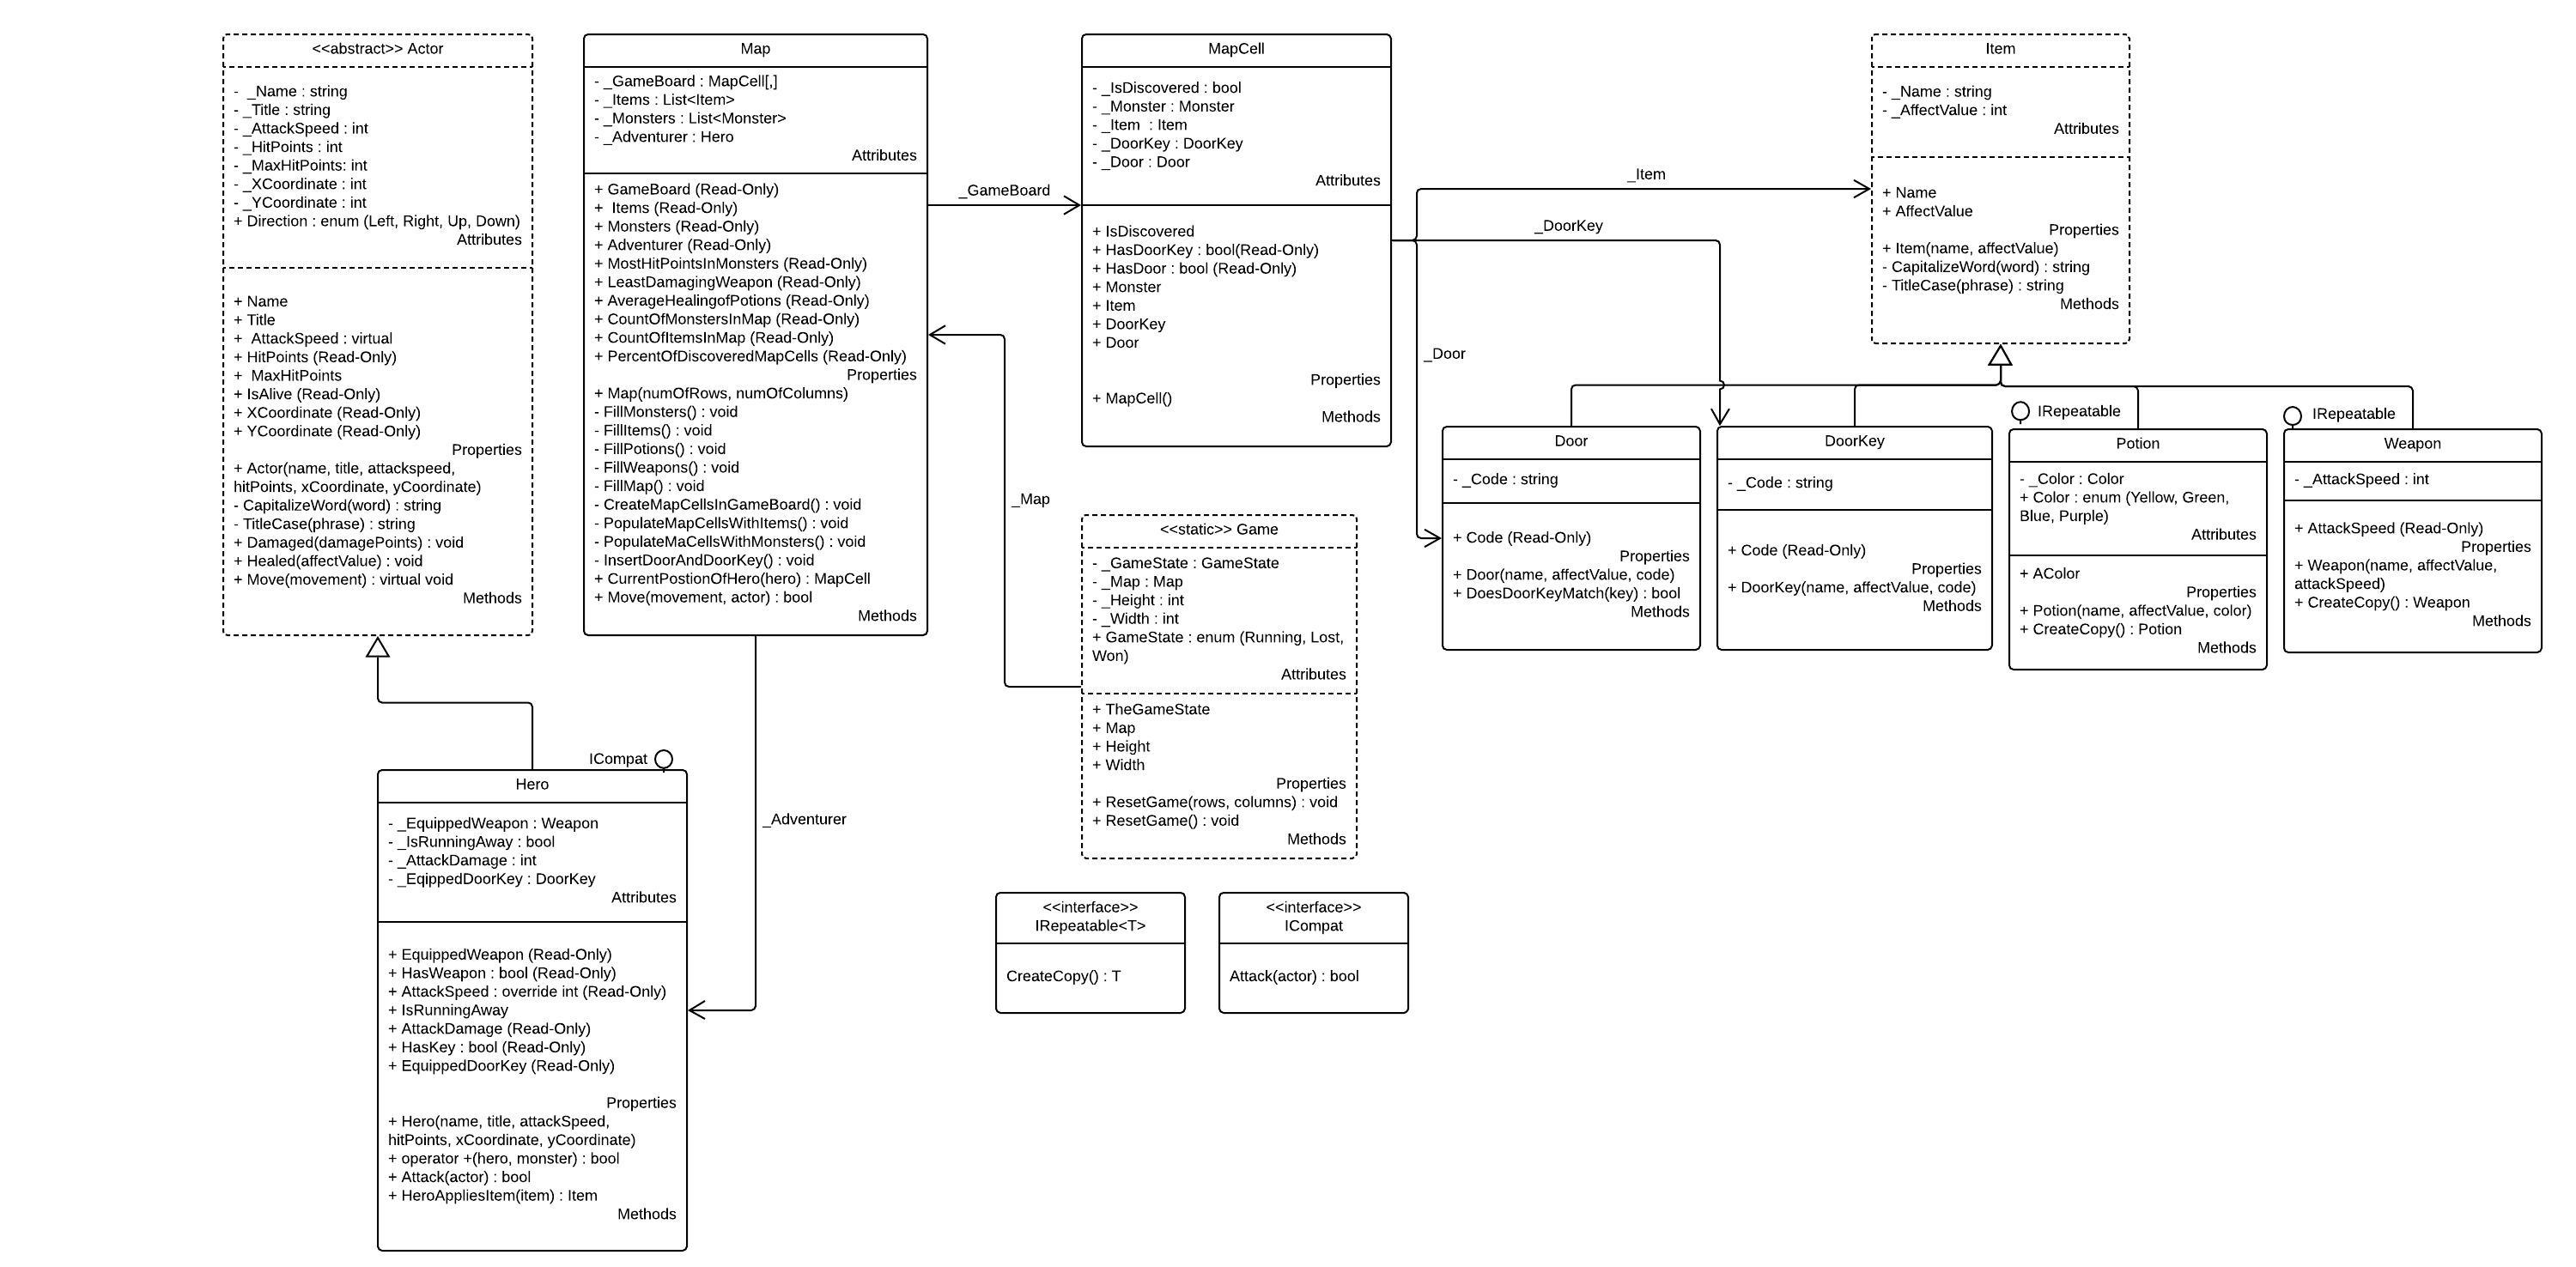 <<abstract>> Actor
- _Name : string
- _Title : string
- _AttackSpeed : int
- _HitPoints : int
- _MaxHitPoints: int
- _XCoordinate : int
- _YCoordinate : int
+ Direction : enum (Left, Right, Up, Down)
Attributes
+ Name
+ Title
+ AttackSpeed : virtual
+ HitPoints (Read-Only)
+ MaxHitPoints
+ IsAlive (Read-Only)
+ XCoordinate (Read-Only)
+ YCoordinate (Read-Only)
Properties
+ Actor(name, title, attackspeed,
hitPoints, xCoordinate, yCoordinate)
- CapitalizeWord(word) : string
- TitleCase(phrase) : string
+ Damaged(damagePoints) : void
+ Healed(affectValue) : void
+ Move(movement) : virtual void
Methods
Map
- _GameBoard : MapCell[,]
- _Items : List<Item>
- _Monsters : List<Monster>
- _Adventurer : Hero
Attributes
+ GameBoard (Read-Only)
+ Items (Read-Only)
+ Monsters (Read-Only)
+ Adventurer (Read-Only)
+ MostHitPointsInMonsters (Read-Only)
+ LeastDamagingWeapon (Read-Only)
+ AverageHealingofPotions (Read-Only)
+ CountOfMonstersInMap (Read-Only)
+ CountOfItemsInMap (Read-Only)
+ PercentOfDiscoveredMapCells (Read-Only)
Properties
+ Map(numOfRows, numOfColumns)
- FillMonsters() : void
- FillItems() : void
- FillPotions() : void
- FillWeapons() : void
- FillMap() : void
- CreateMapCellsInGameBoard() : void
- PopulateMapCellsWithItems() : void
- PopulateMaCellsWithMonsters() : void
- InsertDoorAndDoorKey() : void
+ CurrentPostionOfHero(hero) : MapCell
+ Move(movement, actor) : bool
Methods
_GameBoard
MapCell
- _IsDiscovered : bool
- _Monster : Monster
- _Item : Item
- _DoorKey : DoorKey
- _Door : Door
Attributes
+ IsDiscovered
+ HasDoorKey : bool(Read-Only)
+ HasDoor : bool (Read-Only)
+ Monster
+ Item
+ DoorKey
+ Door
Properties
+ MapCell()
Methods
_Item
_DoorKey
_Door
_Map
Item
- _Name : string
- _AffectValue : int
Attributes
+ Name
+ AffectValue
Properties
+ Item(name, affectValue)
- CapitalizeWord(word) : string
- TitleCase(phrase) : string
Methods
Door
- _Code : string
+ Code (Read-Only)
Properties
+ Door(name, affectValue, code)
+ DoesDoorKeyMatch(key) : bool
Methods
DoorKey
- _Code : string
+ Code (Read-Only)
Properties
+ DoorKey(name, affectValue, code)
Methods
IRepeatable
Potion
- _Color : Color
+ Color : enum (Yellow, Green,
Blue, Purple)
Attributes
+ AColor
Properties
+ Potion(name, affectValue, color)
+ CreateCopy() : Potion
Methods
IRepeatable
Weapon
- _AttackSpeed : int
+ AttackSpeed (Read-Only)
Properties
+ Weapon(name, affectValue,
attackSpeed)
+ CreateCopy() : Weapon
Methods
<<static>> Game
- _GameState : GameState
- _Map : Map
- _Height : int
- _Width : int
+ GameState : enum (Running, Lost,
Won)
Attributes
+ TheGameState
+ Map
+ Height
+ Width
Properties
+ ResetGame(rows, columns) : void
+ ResetGame() : void
Methods
ICompat
Hero
- _EquippedWeapon : Weapon
- _IsRunningAway : bool
- _AttackDamage : int
- _EqippedDoorKey : DoorKey
Attributes
+ EquippedWeapon (Read-Only)
+ HasWeapon : bool (Read-Only)
+ AttackSpeed : override int (Read-Only)
+ IsRunningAway
+ AttackDamage (Read-Only)
+ HasKey : bool (Read-Only)
+ EquippedDoorKey (Read-Only)
Properties
+ Hero(name, title, attackSpeed,
hitPoints, xCoordinate, yCoordinate)
+ operator +(hero, monster) : bool
+ Attack(actor) : bool
+ HeroAppliesItem(item) : Item
Methods
_Adventurer
<<interface>>
IRepeatable<T>
CreateCopy() : T
<<interface>>
ICompat
Attack(actor) : bool